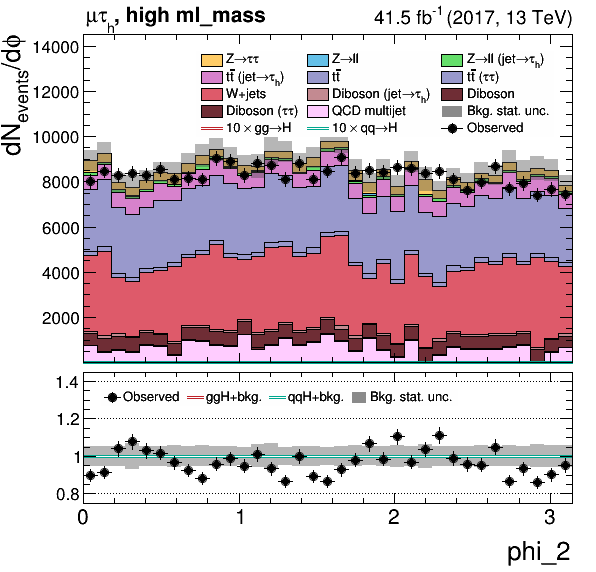 μτₕ, high ml_mass 41.5 fb⁻¹ (2017, 13 TeV)
dN_events/dϕ
Z→ττ Z→ll Z→ll (jet→τₕ)
tt̄ (jet→τₕ) tt̄ tt̄ (ττ)
W+jets Diboson (jet→τₕ) Diboson
Diboson (ττ) QCD multijet Bkg. stat. unc.
10 × gg→H 10 × qq→H Observed
14000
12000
10000
8000
6000
4000
2000
Observed ggH+bkg. qqH+bkg. Bkg. stat. unc.
1.4
1.2
1
0.8
0 1 2 3
phi_2